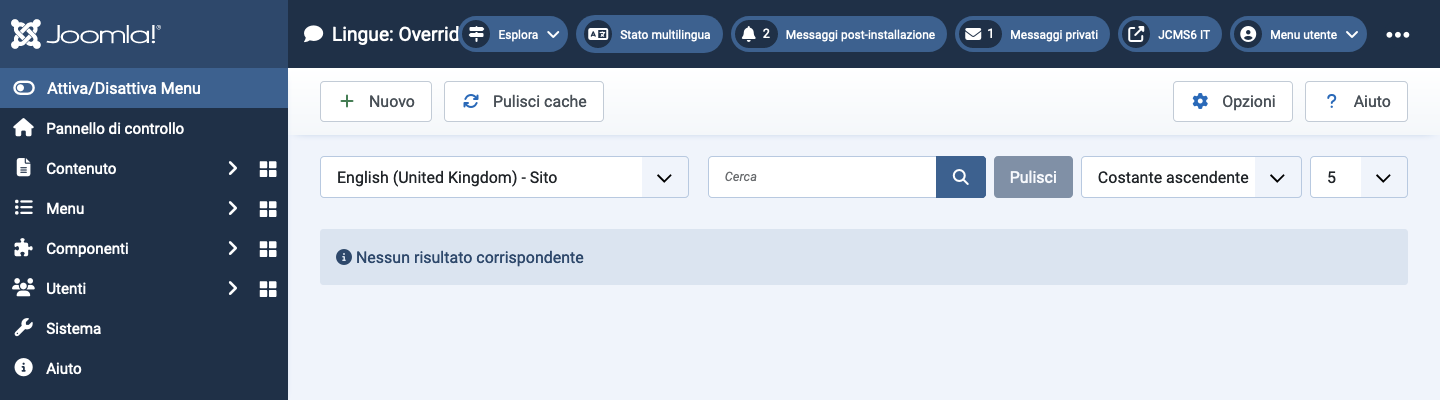 Joomla!®
Lingue: Overrid
Esplora
Stato multilingua
2 Messaggi post-installazione
1 Messaggi privati
JCMS6 IT
Menu utente
Attiva/Disattiva Menu
Pannello di controllo
Contenuto
Menu
Componenti
Utenti
Sistema
Aiuto
Nuovo
Pulisci cache
Opzioni
? Aiuto
English (United Kingdom) - Sito
Cerca
Pulisci
Costante ascendente
5
Nessun risultato corrispondente